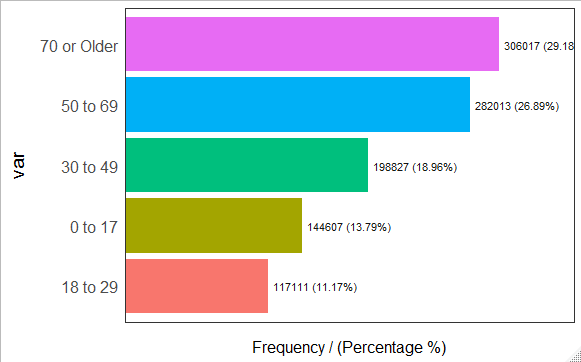 70 or Older
306017 (29.18
50 to 69
282013 (26.89%)
30 to 49
198827 (18.96%)
0 to 17
144607 (13.79%)
18 to 29
117111 (11.17%)
var
Frequency / (Percentage %)